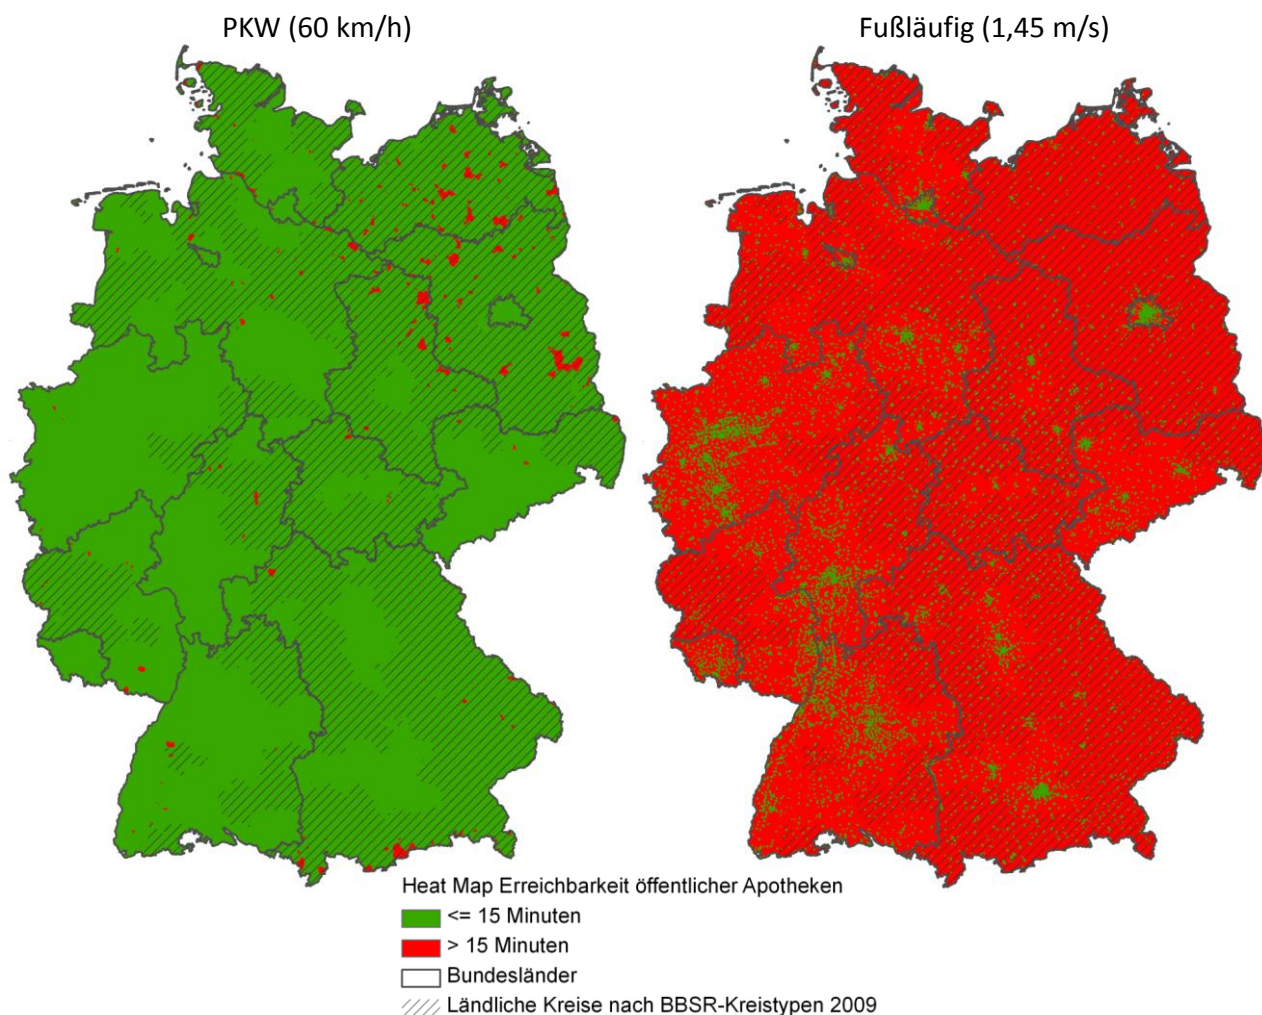 PKW (60 km/h)
Fußläufig (1,45 m/s)
Heat Map Erreichbarkeit öffentlicher Apotheken
<= 15 Minuten
> 15 Minuten
Bundesländer
Ländliche Kreise nach BBSR-Kreistypen 2009